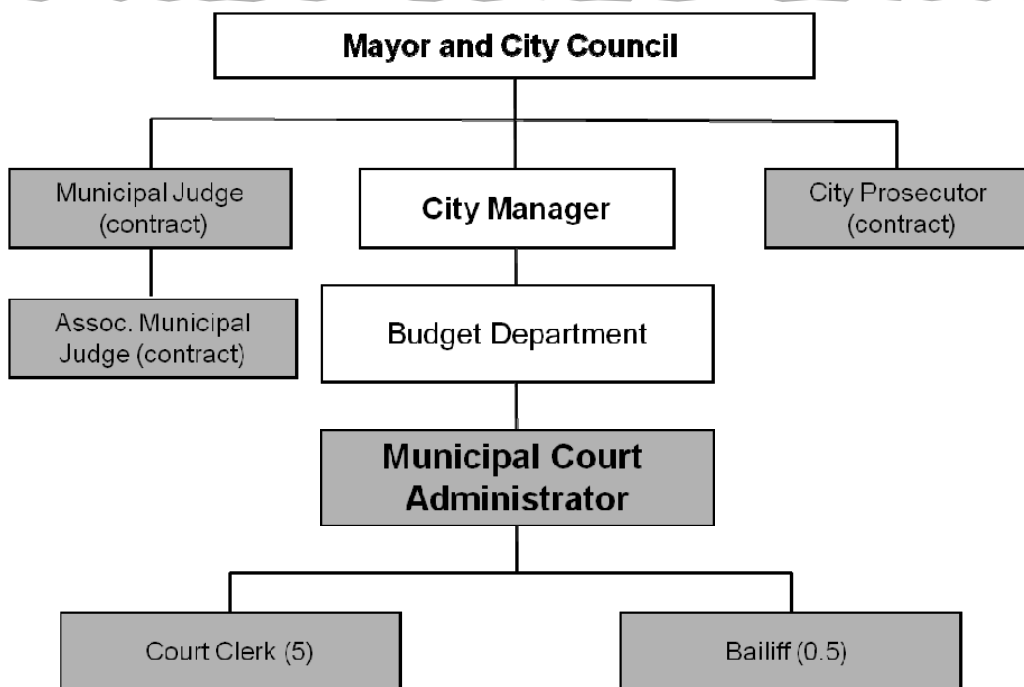 Mayor and City Council
Municipal Judge
(contract)
City Manager
City Prosecutor
(contract)
Assoc. Municipal
Judge (contract)
Budget Department
Municipal Court
Administrator
Court Clerk (5)
Bailiff (0.5)